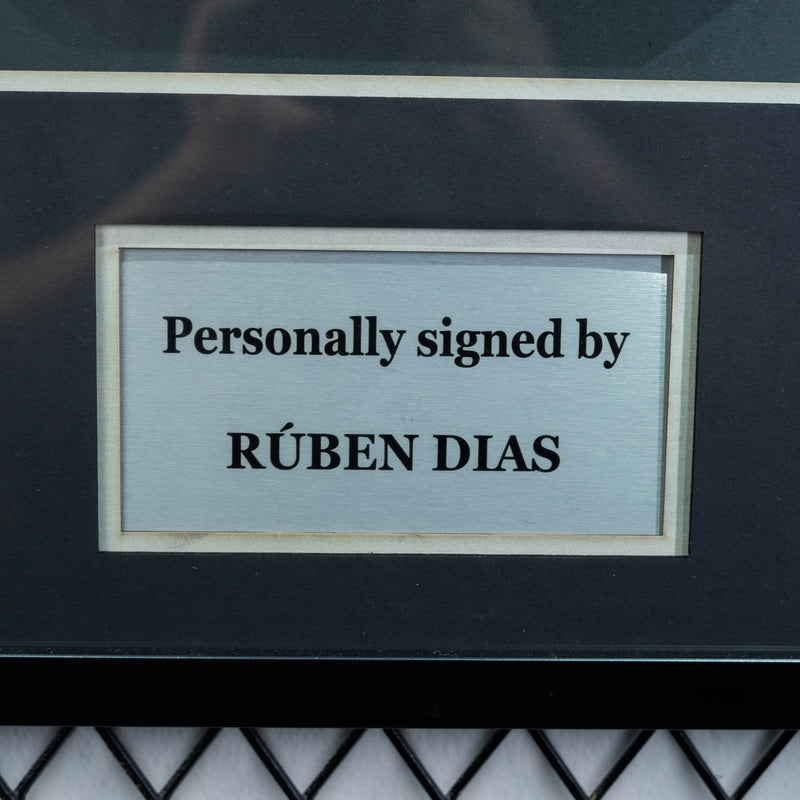 Personally signed by
RÚBEN DIAS